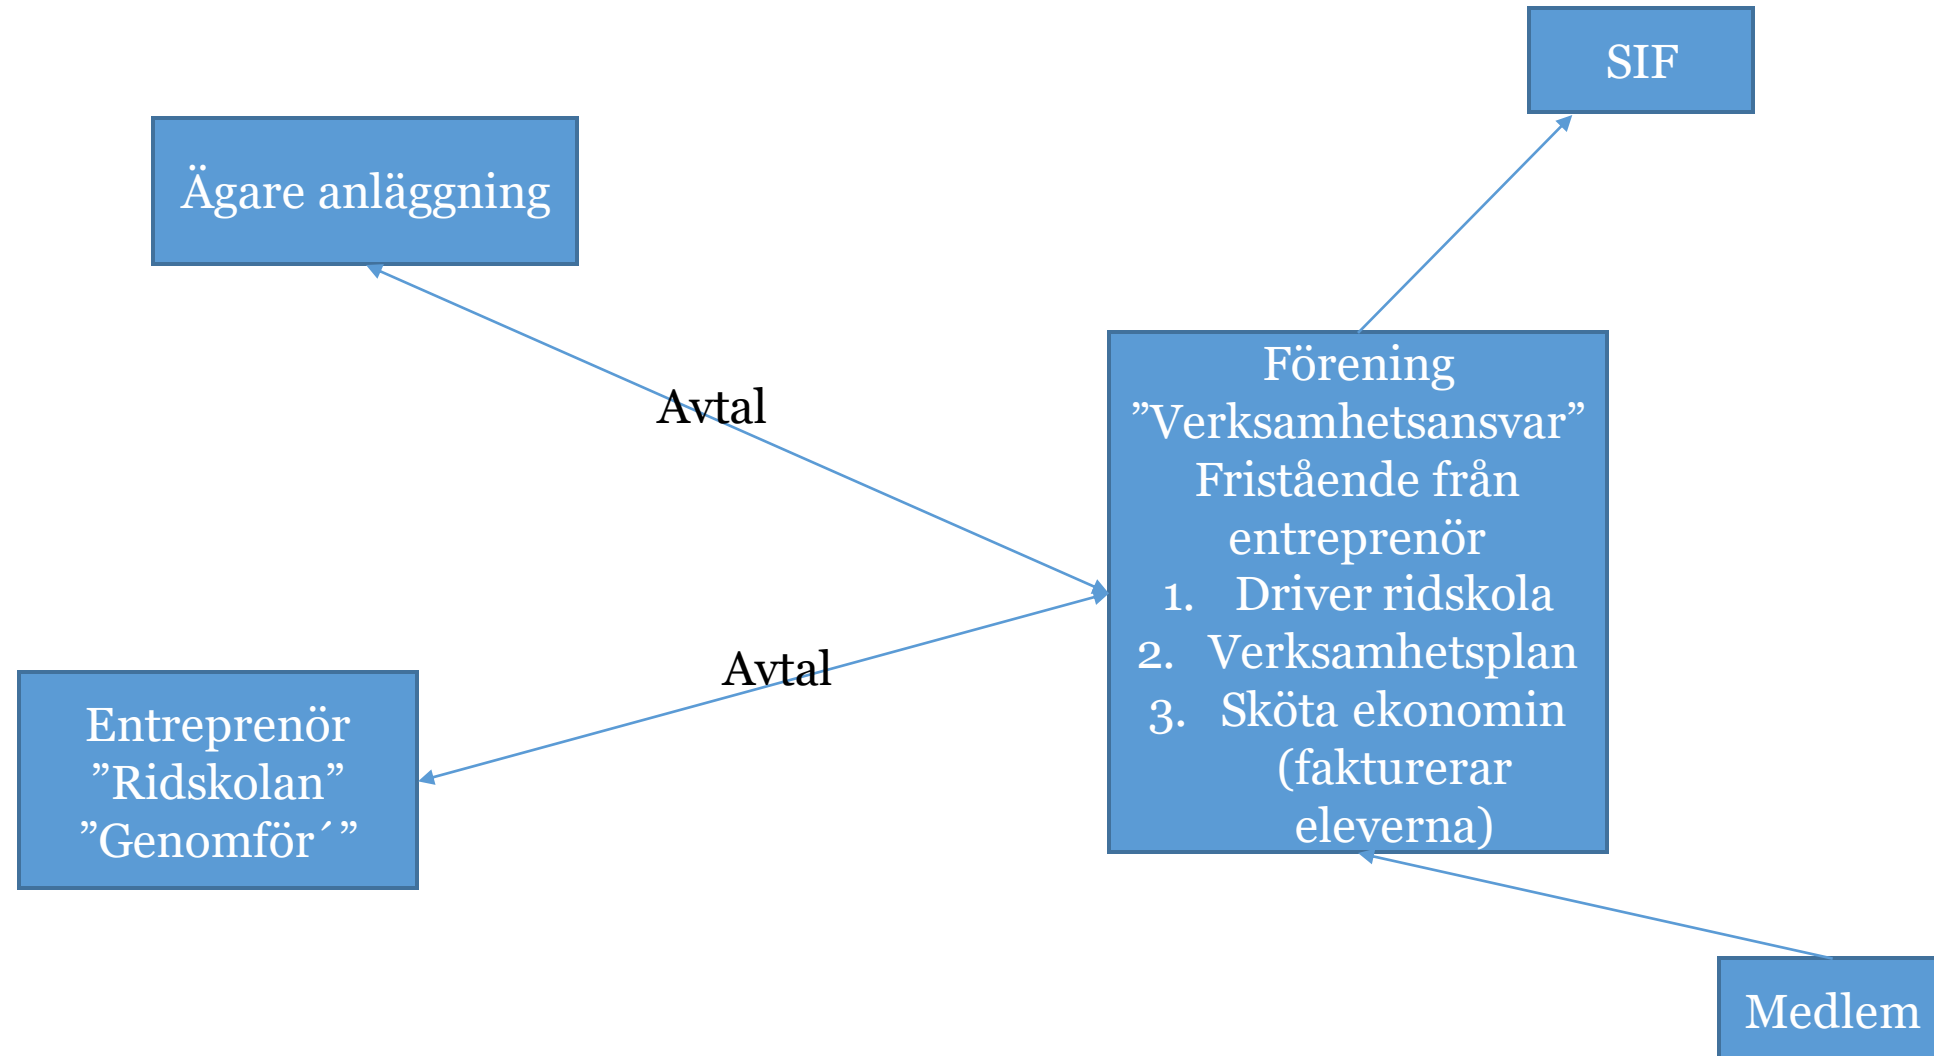 SIF
Ägare anläggning
Avtal
Förening
”Verksamhetsansvar”
Fristående från
entreprenör
1. Driver ridskola
2. Verksamhetsplan
3. Sköta ekonomin
(fakturerar
eleverna)
Avtal
Entreprenör
”Ridskolan”
”Genomför´”
Medlem